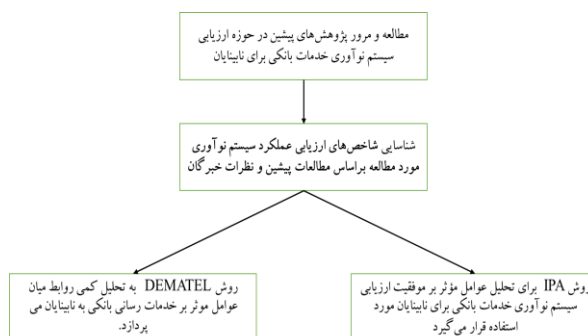 مطالعه و مرور پژوهش‌های پیشین در حوزه ارزیابی
سیستم نوآوری خدمات بانکی برای نابینایان
شناسایی شاخص‌های ارزیابی عملکرد سیستم نوآوری
مورد مطالعه براساس مطالعات پیشین و نظرات خبرگان
روش IPA برای تحلیل عوامل مؤثر بر موفقیت ارزیابی
سیستم نوآوری خدمات بانکی برای نابینایان مورد
استفاده قرار می‌گیرد
روش DEMATEL به تحلیل کمی روابط میان
عوامل موثر بر خدمات رسانی بانکی به نابینایان می
پردازد.